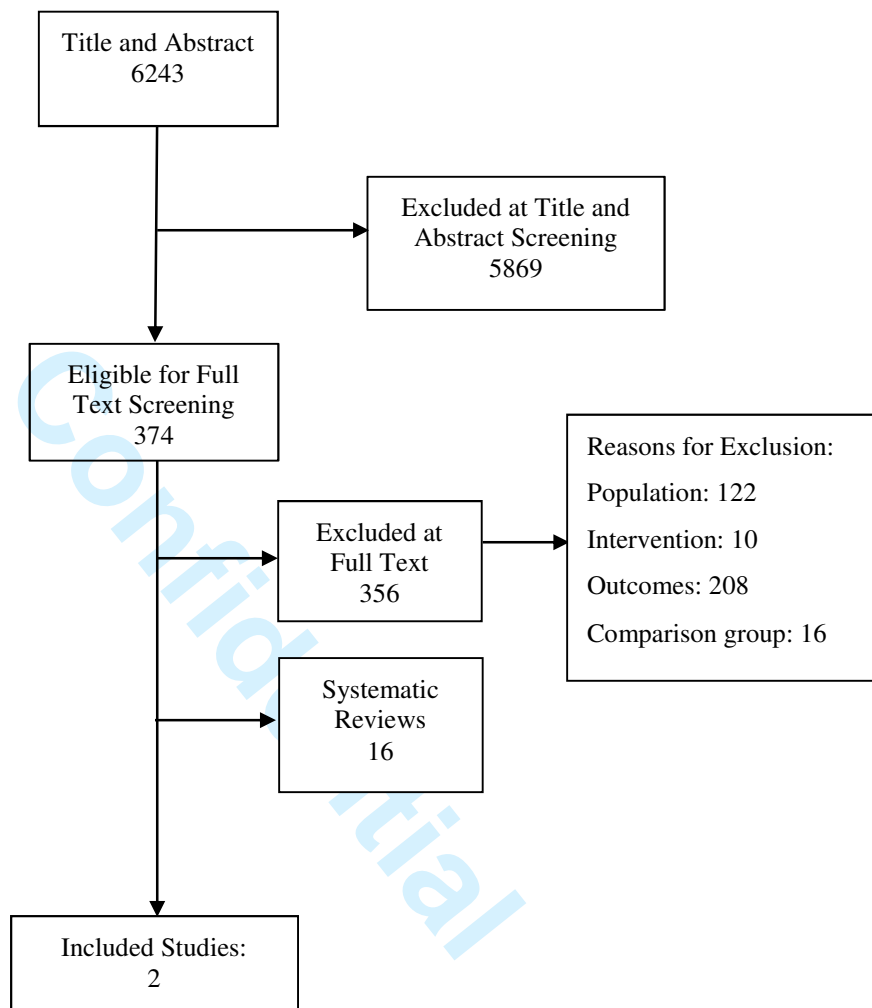 Title and Abstract
6243
Excluded at Title and
Abstract Screening
5869
Eligible for Full
Text Screening
374
Excluded at
Full Text
356
Reasons for Exclusion:
Population: 122
Intervention: 10
Outcomes: 208
Comparison group: 16
Systematic
Reviews
16
Included Studies:
2
Confidential